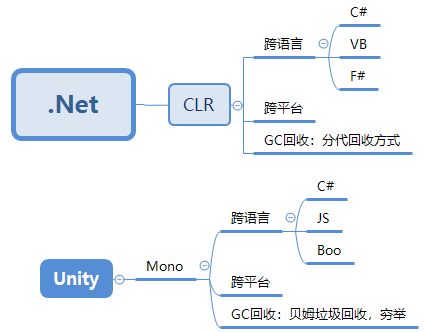 .Net
CLR
跨语言
C#
VB
F#
跨平台
GC回收：分代回收方式
Unity
Mono
跨语言
C#
JS
Boo
跨平台
GC回收：贝姆垃圾回收，穷举